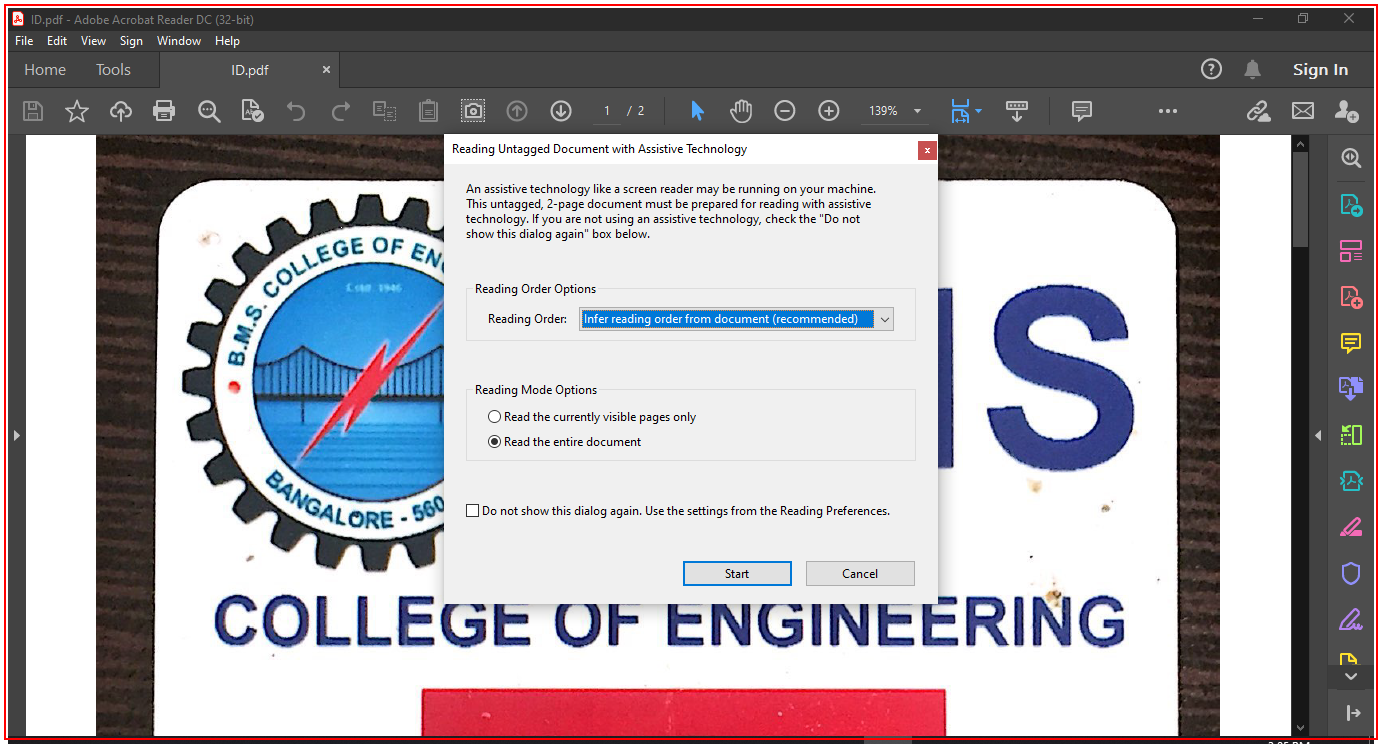 ID.pdf - Adobe Acrobat Reader DC (32-bit)
File Edit View Sign Window Help
Home Tools ID.pdf × Sign In
1 / 2 139%
Reading Untagged Document with Assistive Technology
An assistive technology like a screen reader may be running on your machine.
This untagged, 2-page document must be prepared for reading with assistive
technology. If you are not using an assistive technology, check the "Do not
show this dialog again" box below.
Reading Order Options
Reading Order: Infer reading order from document (recommended)
Reading Mode Options
Read the currently visible pages only
Read the entire document
Do not show this dialog again. Use the settings from the Reading Preferences.
Start Cancel
B.M.S. COLLEGE OF EN
Estd. 1946
BANGALORE - 560
S
COLLEGE OF ENGINEERING